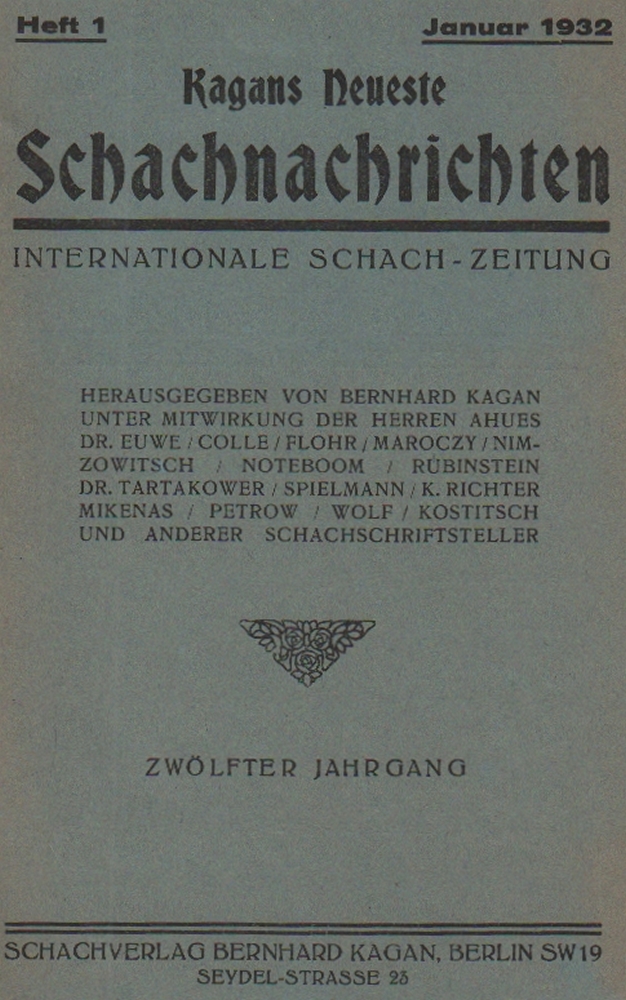 Heft 1 Januar 1932
Kagans Neueste
Schachnachrichten
INTERNATIONALE SCHACH-ZEITUNG
HERAUSGEGEBEN VON BERNHARD KAGAN
UNTER MITWIRKUNG DER HERREN AHUES
DR. EUWE / COLLE / FLOHR / MAROCZY / NIM-
ZOWITSCH / NOTEBOOM / RUBINSTEIN
DR. TARTAKOWER / SPIELMANN / K. RICHTER
MIKENAS / PETROW / WOLF / KOSTITSCH
UND ANDERER SCHACHSCHRIFTSTELLER
ZWÖLFTER JAHRGANG
SCHACHVERLAG BERNHARD KAGAN, BERLIN SW19
SEYDEL-STRASSE 23